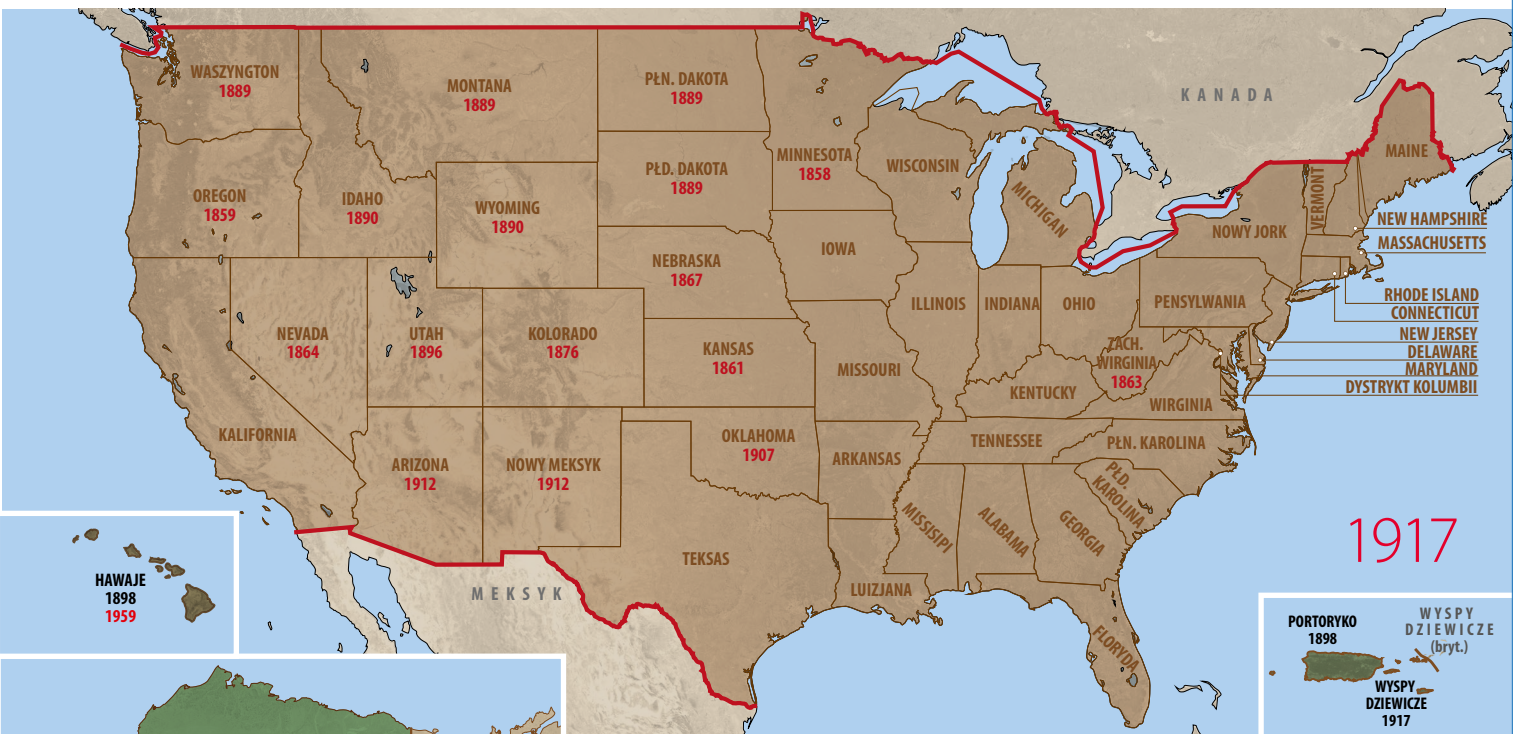 WASZYNGTON
1889
MONTANA
1889
PŁN. DAKOTA
1889
KANADA
OREGON
1859
IDAHO
1890
WYOMING
1890
PŁD. DAKOTA
1889
MINNESOTA
1858
WISCONSIN
MICHIGAN
MAINE
VERMONT
NOWY JORK
NEW HAMPSHIRE
MASSACHUSETTS
NEBRASKA
1867
IOWA
ILLINOIS
INDIANA
OHIO
PENSYLWANIA
RHODE ISLAND
CONNECTICUT
NEW JERSEY
DELAWARE
MARYLAND
DYSTRYKT KOLUMBII
NEVADA
1864
UTAH
1896
KOLORADO
1876
KANSAS
1861
MISSOURI
ZACH.
WIRGINIA
1863
KENTUCKY
WIRGINIA
KALIFORNIA
ARIZONA
1912
NOWY MEKSYK
1912
OKLAHOMA
1907
ARKANSAS
TENNESSEE
PŁN. KAROLINA
PŁD.
KAROLINA
MISSISIPI
ALABAMA
GEORGIA
TEKSAS
LUIZJANA
FLORYDA
MEKSYK
1917
HAWAJE
1898
1959
PORTORYKO
1898
WYSPY
DZIEWICZE
(bryt.)
WYSPY
DZIEWICZE
1917